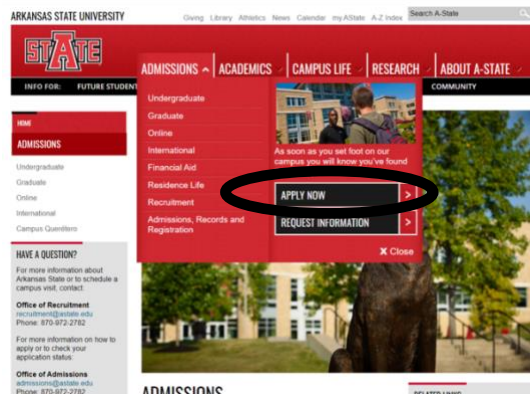 ARKANSAS STATE UNIVERSITY
Giving Library Athletics News Calendar myAState A-Z Index Search A-State
STATE
ADMISSIONS ACADEMICS CAMPUS LIFE RESEARCH ABOUT A-STATE
INFO FOR: FUTURE STUDENT COMMUNITY
Undergraduate
Graduate
Online
International
Financial Aid
Residence Life
Recruitment
Admissions, Records and
Registration
As soon as you set foot on our
campus you will know you've found
APPLY NOW >
REQUEST INFORMATION >
X Close
HOME
ADMISSIONS
Undergraduate
Graduate
Online
International
Campus Querétero
HAVE A QUESTION?
For more information about
Arkansas State or to schedule a
campus visit, contact:
Office of Recruitment
recruitment@astate.edu
Phone: 870-972-2782
For more information on how to
apply or to check your
application status:
Office of Admissions
admissions@astate.edu
Phone: 870-972-2782
ADMISSIONS
RELATED LINKS